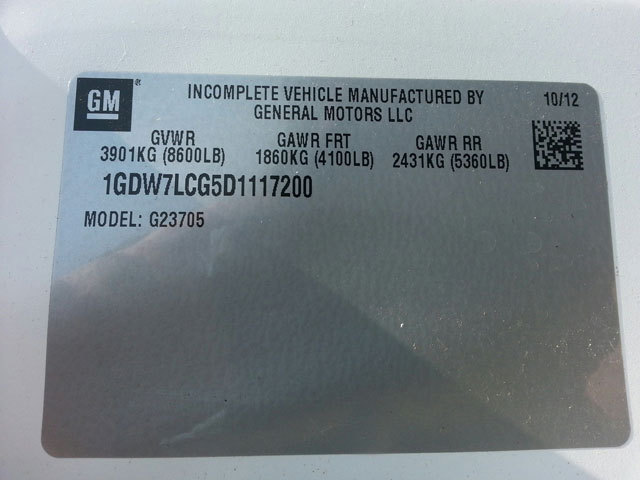 GM
INCOMPLETE VEHICLE MANUFACTURED BY
GENERAL MOTORS LLC
10/12
GVWR GAWR FRT GAWR RR
3901KG (8600LB) 1860KG (4100LB) 2431KG (5360LB)
1GDW7LCG5D1117200
MODEL: G23705